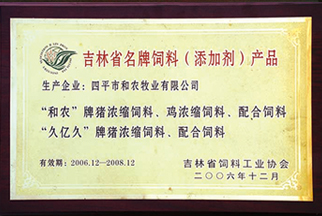 吉林省名牌饲料（添加剂）产品
生产企业：四平市和农牧业有限公司
“和农”牌猪浓缩饲料、鸡浓缩饲料、配合饲料
“久亿久”牌猪浓缩饲料、配合饲料
有效期：2006.12—2008.12
吉林省饲料工业协会
二〇〇六年十二月